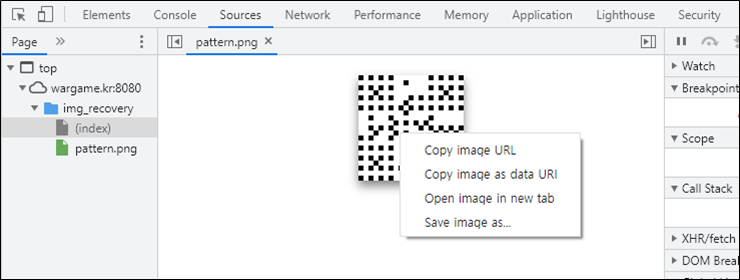 Elements Console Sources Network Performance Memory Application Lighthouse Security
Page »
pattern.png ×
top
wargame.kr:8080
img_recovery
(index)
pattern.png
Copy image URL
Copy image as data URI
Open image in new tab
Save image as...
Watch
Breakpoint
Scope
Call Stack
XHR/fetch
DOM Brea